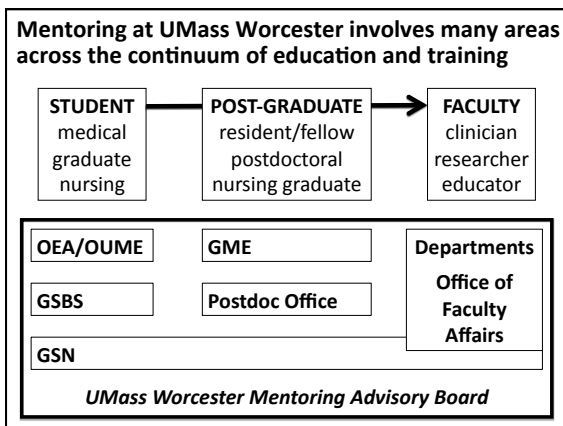 Mentoring at UMass Worcester involves many areas
across the continuum of education and training
STUDENT
medical
graduate
nursing
POST-GRADUATE
resident/fellow
postdoctoral
nursing graduate
FACULTY
clinician
researcher
educator
OEA/OUME
GME
Departments
Office of
Faculty
Affairs
GSBS
Postdoc Office
GSN
UMass Worcester Mentoring Advisory Board